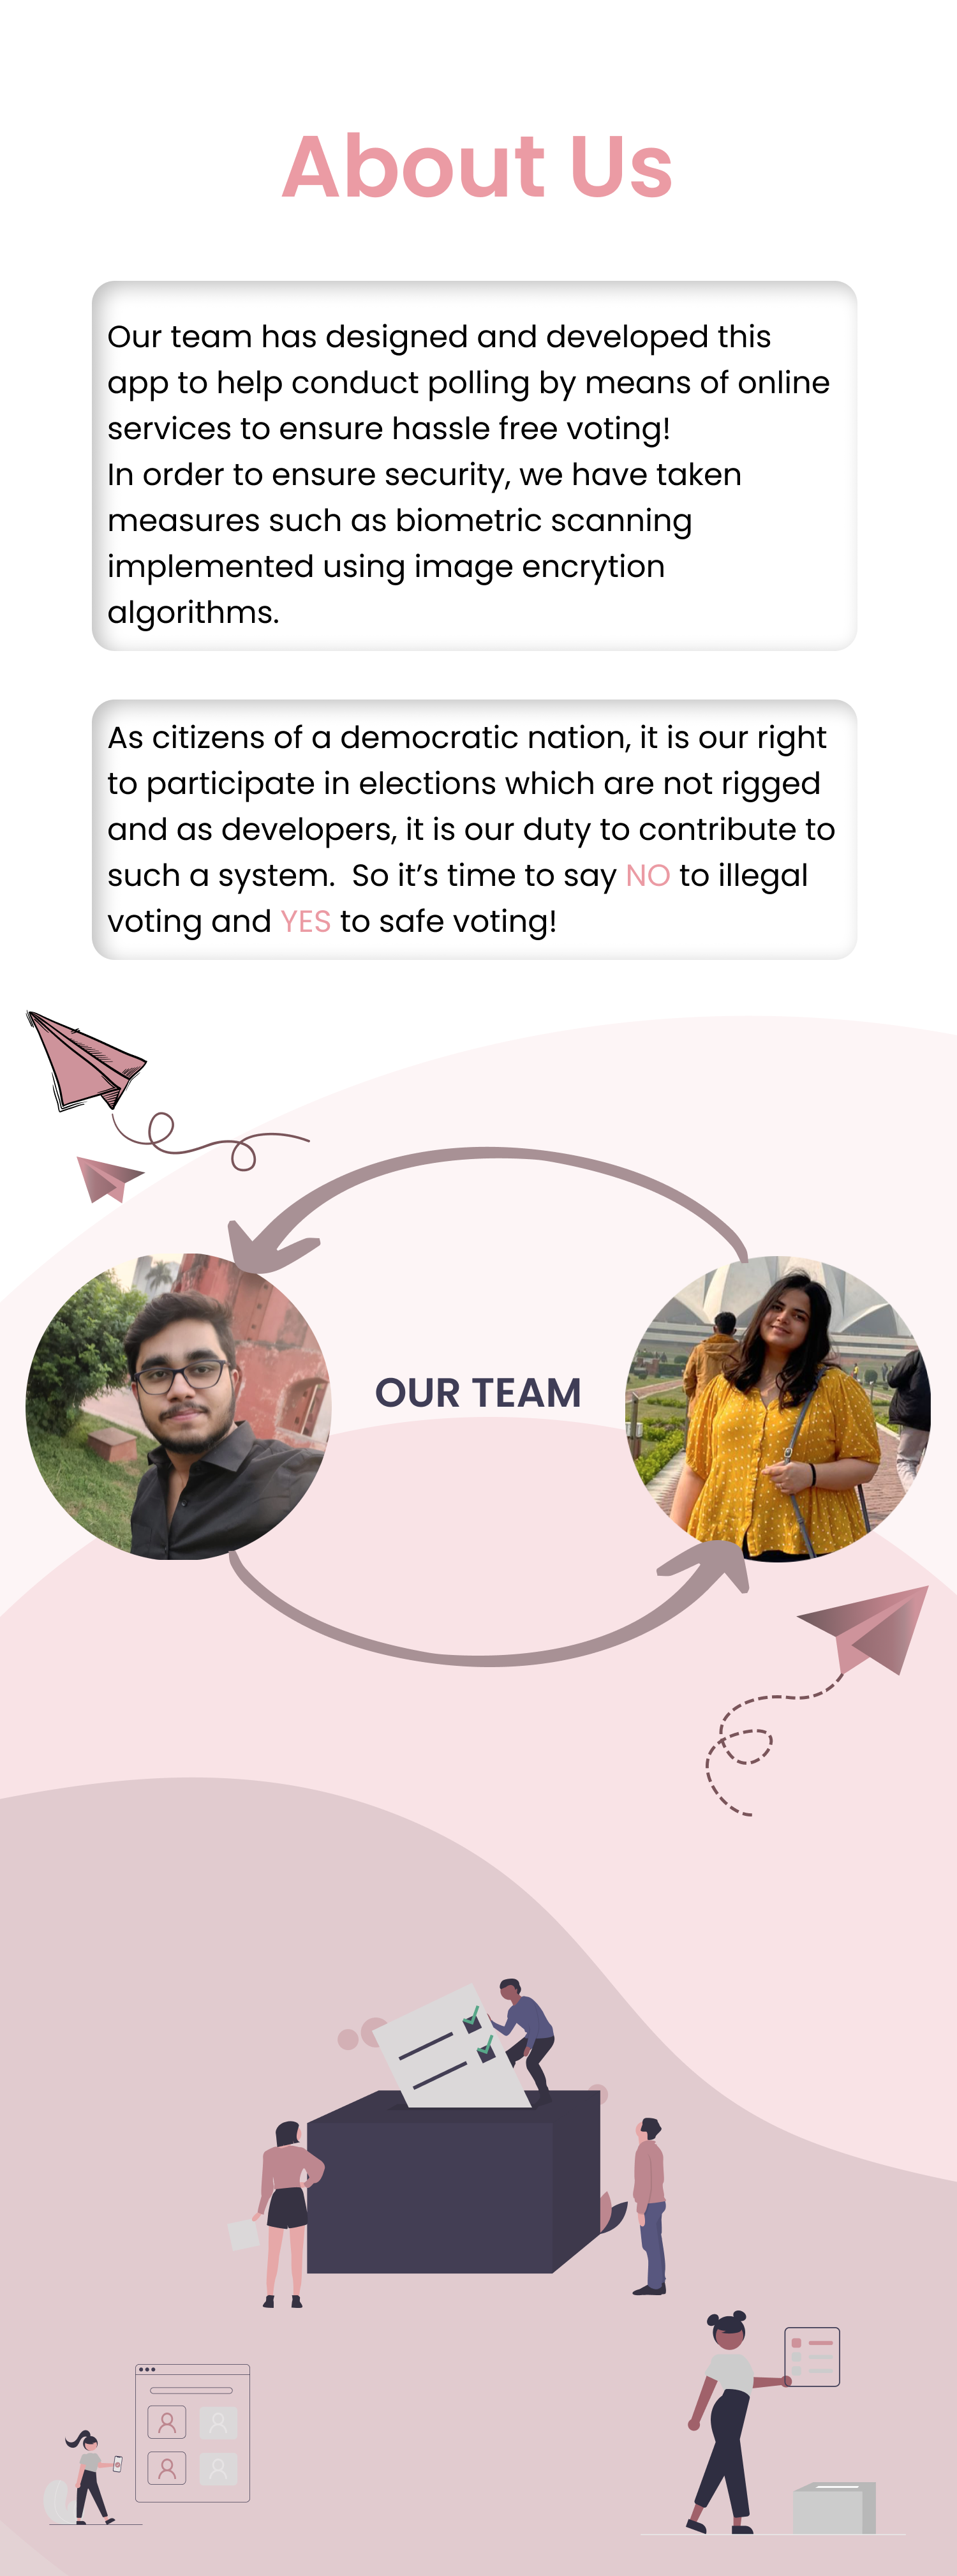 About Us
Our team has designed and developed this
app to help conduct polling by means of online
services to ensure hassle free voting!
In order to ensure security, we have taken
measures such as biometric scanning
implemented using image encrytion
algorithms.
As citizens of a democratic nation, it is our right
to participate in elections which are not rigged
and as developers, it is our duty to contribute to
such a system.  So it’s time to say NO to illegal
voting and YES to safe voting!
OUR TEAM